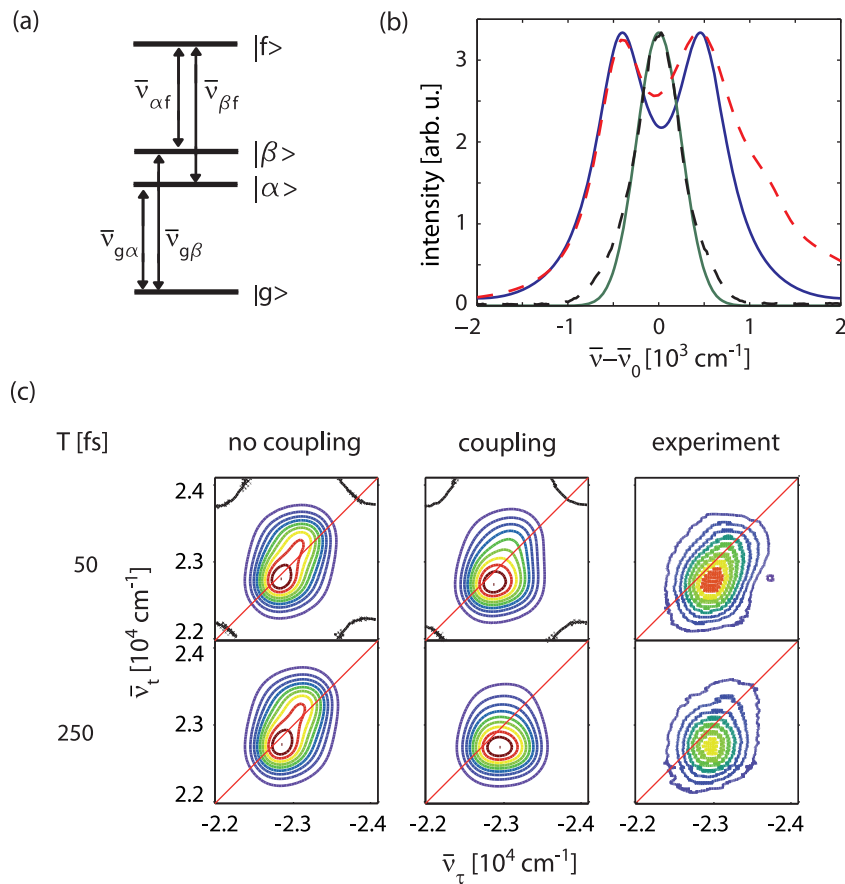 (a)
|f>
ν̄αf
ν̄βf
|β>
|α>
ν̄gα
ν̄gβ
|g>
(b)
intensity [arb. u.]
3
2
1
0
−2
-1
0
1
2
ν̄−ν̄0 [10³ cm⁻¹]
(c)
T [fs]
no coupling
coupling
experiment
50
250
2.4
2.3
2.2
2.4
2.3
2.2
ν̄t [10⁴ cm⁻¹]
-2.2
-2.3
-2.4
-2.2
-2.3
-2.4
-2.2
-2.3
-2.4
ν̄τ [10⁴ cm⁻¹]